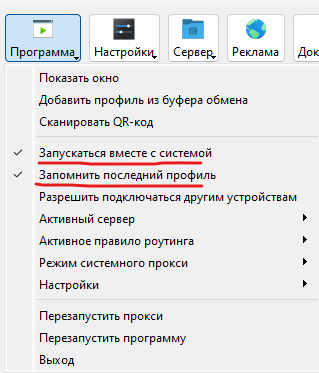 Программа
Настройки
Сервер
Реклама
Док
Показать окно
Добавить профиль из буфера обмена
Сканировать QR-код
Запускаться вместе с системой
Запомнить последний профиль
Разрешить подключаться другим устройствам
Активный сервер
Активное правило роутинга
Режим системного прокси
Настройки
Перезапустить прокси
Перезапустить программу
Выход